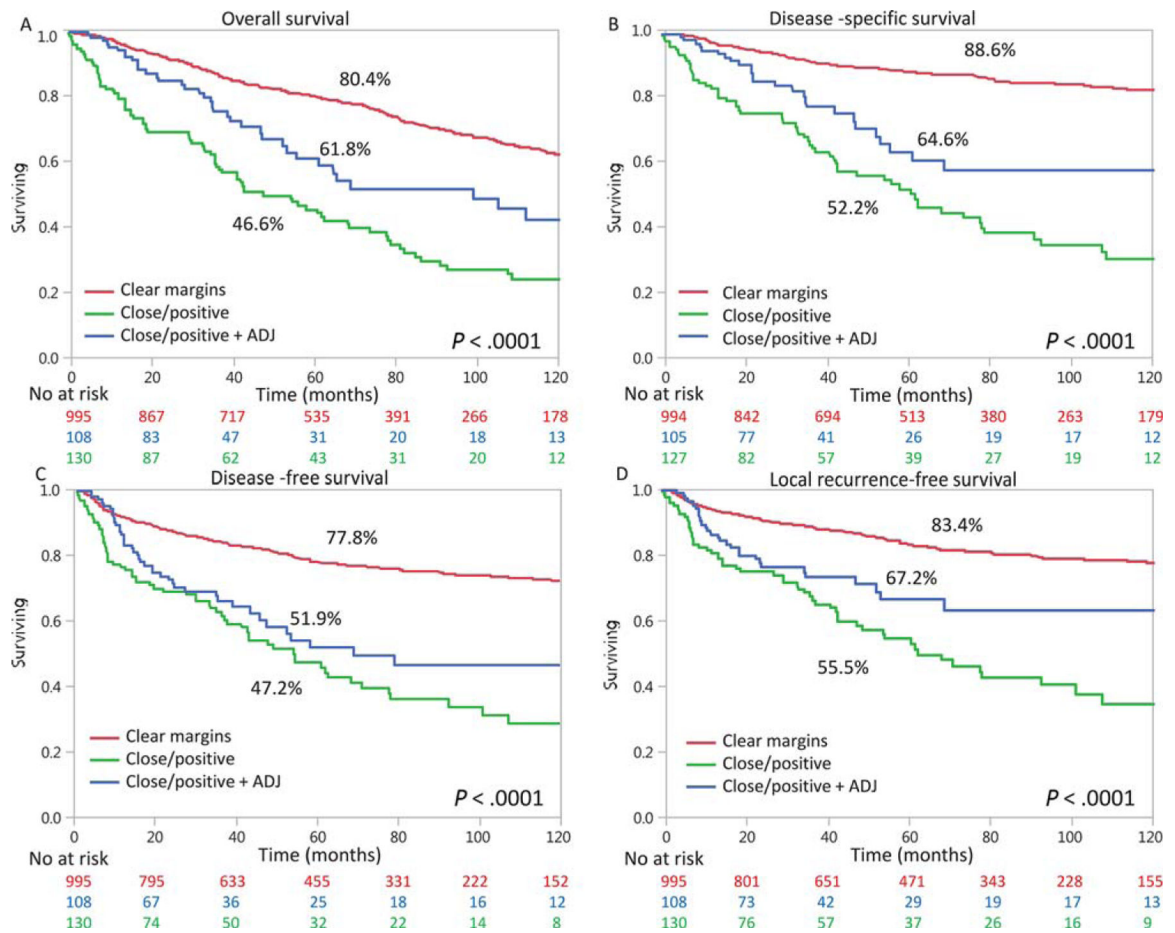 A
Overall survival
1.0
0.8
0.6
0.4
0.2
0.0
Surviving
80.4%
61.8%
46.6%
Clear margins
Close/positive
Close/positive + ADJ
P < .0001
0 20 40 60 80 100 120
No at risk
Time (months)
995 867 717 535 391 266 178
108 83 47 31 20 18 13
130 87 62 43 31 20 12
B
Disease -specific survival
1.0
0.8
0.6
0.4
0.2
0.0
Surviving
88.6%
64.6%
52.2%
Clear margins
Close/positive
Close/positive + ADJ
P < .0001
0 20 40 60 80 100 120
No at risk
Time (months)
994 842 694 513 380 263 179
105 77 41 26 19 17 12
127 82 57 39 27 19 12
C
Disease -free survival
1.0
0.8
0.6
0.4
0.2
0.0
Surviving
77.8%
51.9%
47.2%
Clear margins
Close/positive
Close/positive + ADJ
P < .0001
0 20 40 60 80 100 120
No at risk
Time (months)
995 795 633 455 331 222 152
108 67 36 25 18 16 12
130 74 50 32 22 14 8
D
Local recurrence-free survival
1.0
0.8
0.6
0.4
0.2
0.0
Surviving
83.4%
67.2%
55.5%
Clear margins
Close/positive
Close/positive + ADJ
P < .0001
0 20 40 60 80 100 120
No at risk
Time (months)
995 801 651 471 343 228 155
108 73 42 29 19 17 13
130 76 57 37 26 16 9